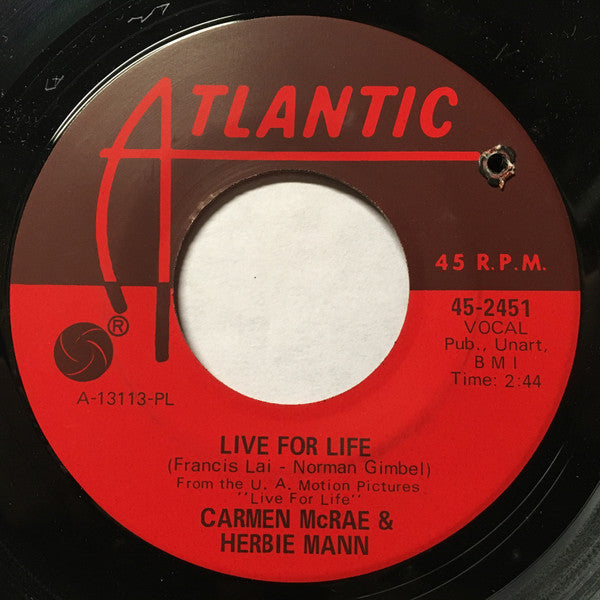 ATLANTIC
45 R.P.M.
®
45-2451
VOCAL
Pub., Unart,
BMI
Time: 2:44
A-13113-PL
LIVE FOR LIFE
(Francis Lai - Norman Gimbel)
From the U. A. Motion Pictures
"Live For Life"
CARMEN McRAE &
HERBIE MANN